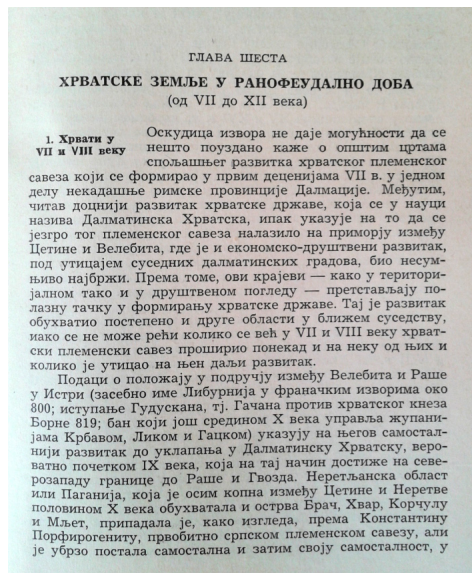 ГЛАВА ШЕСТА
ХРВАТСКЕ ЗЕМЉЕ У РАНОФЕУДАЛНО ДОБА
(од VII до XII века)
1. Хрвати у
VII и VIII веку
Оскудица извора не даје могућности да се
нешто поуздано каже о општим цртама
спољашњег развитка хрватског племенског
савеза који се формирао у првим деценијама VII в. у једном
делу некадашње римске провинције Далмације. Међутим,
читав доцнији развитак хрватске државе, која се у науци
назива Далматинска Хрватска, ипак указује на то да се
језгро тог племенског савеза налазило на приморју између
Цетине и Велебита, где је и економско-друштвени развитак,
под утицајем суседних далматинских градова, био несум-
њиво најбржи. Према томе, ови крајеви — како у територи-
јалном тако и у друштвеном погледу — претстављају по-
лазну тачку у формирању хрватске државе. Тај је развитак
обухватио постепено и друге области у ближем суседству,
иако се не може рећи колико се већ у VII и VIII веку хрват-
ски племенски савез проширио понекад и на неку од њих и
колико је утицао на њен даљи развитак.
Подаци о положају у подручју између Велебита и Раше
у Истри (засебно име Либурнија у франачким изворима око
800; иступање Гудускана, тј. Гачана против хрватског кнеза
Борне 819; бан који још средином X века управља жупани-
јама Крбавом, Ликом и Гацком) указују на његов самостал-
нији развитак до уклапања у Далматинску Хрватску, веро-
ватно почетком IX века, која на тај начин достиже на севе-
розападу границе до Раше и Гвозда. Неретљанска област
или Паганија, која је осим копна између Цетине и Неретве
половином X века обухватала и острва Брач, Хвар, Корчулу
и Мљет, припадала је, како изгледа, према Константину
Порфирогениту, првобитно српском племенском савезу, али
је убрзо постала самостална и затим своју самосталност, у